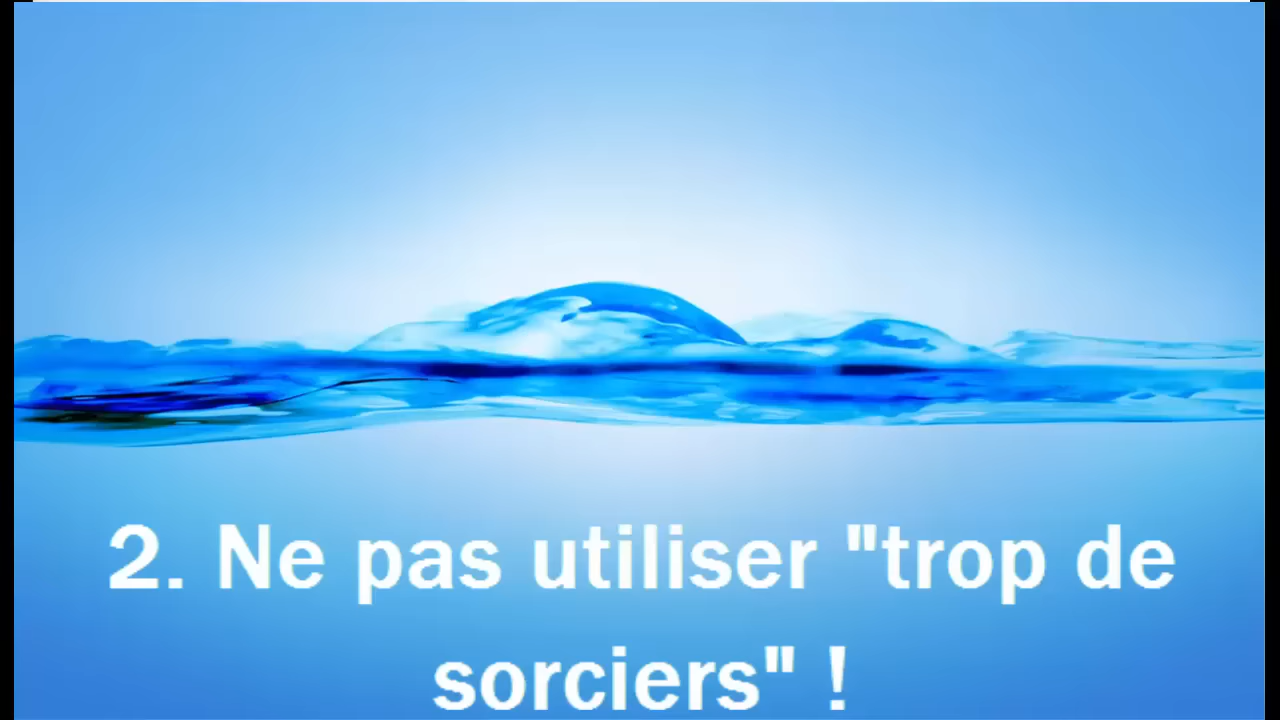 2. Ne pas utiliser "trop de
sorciers" !